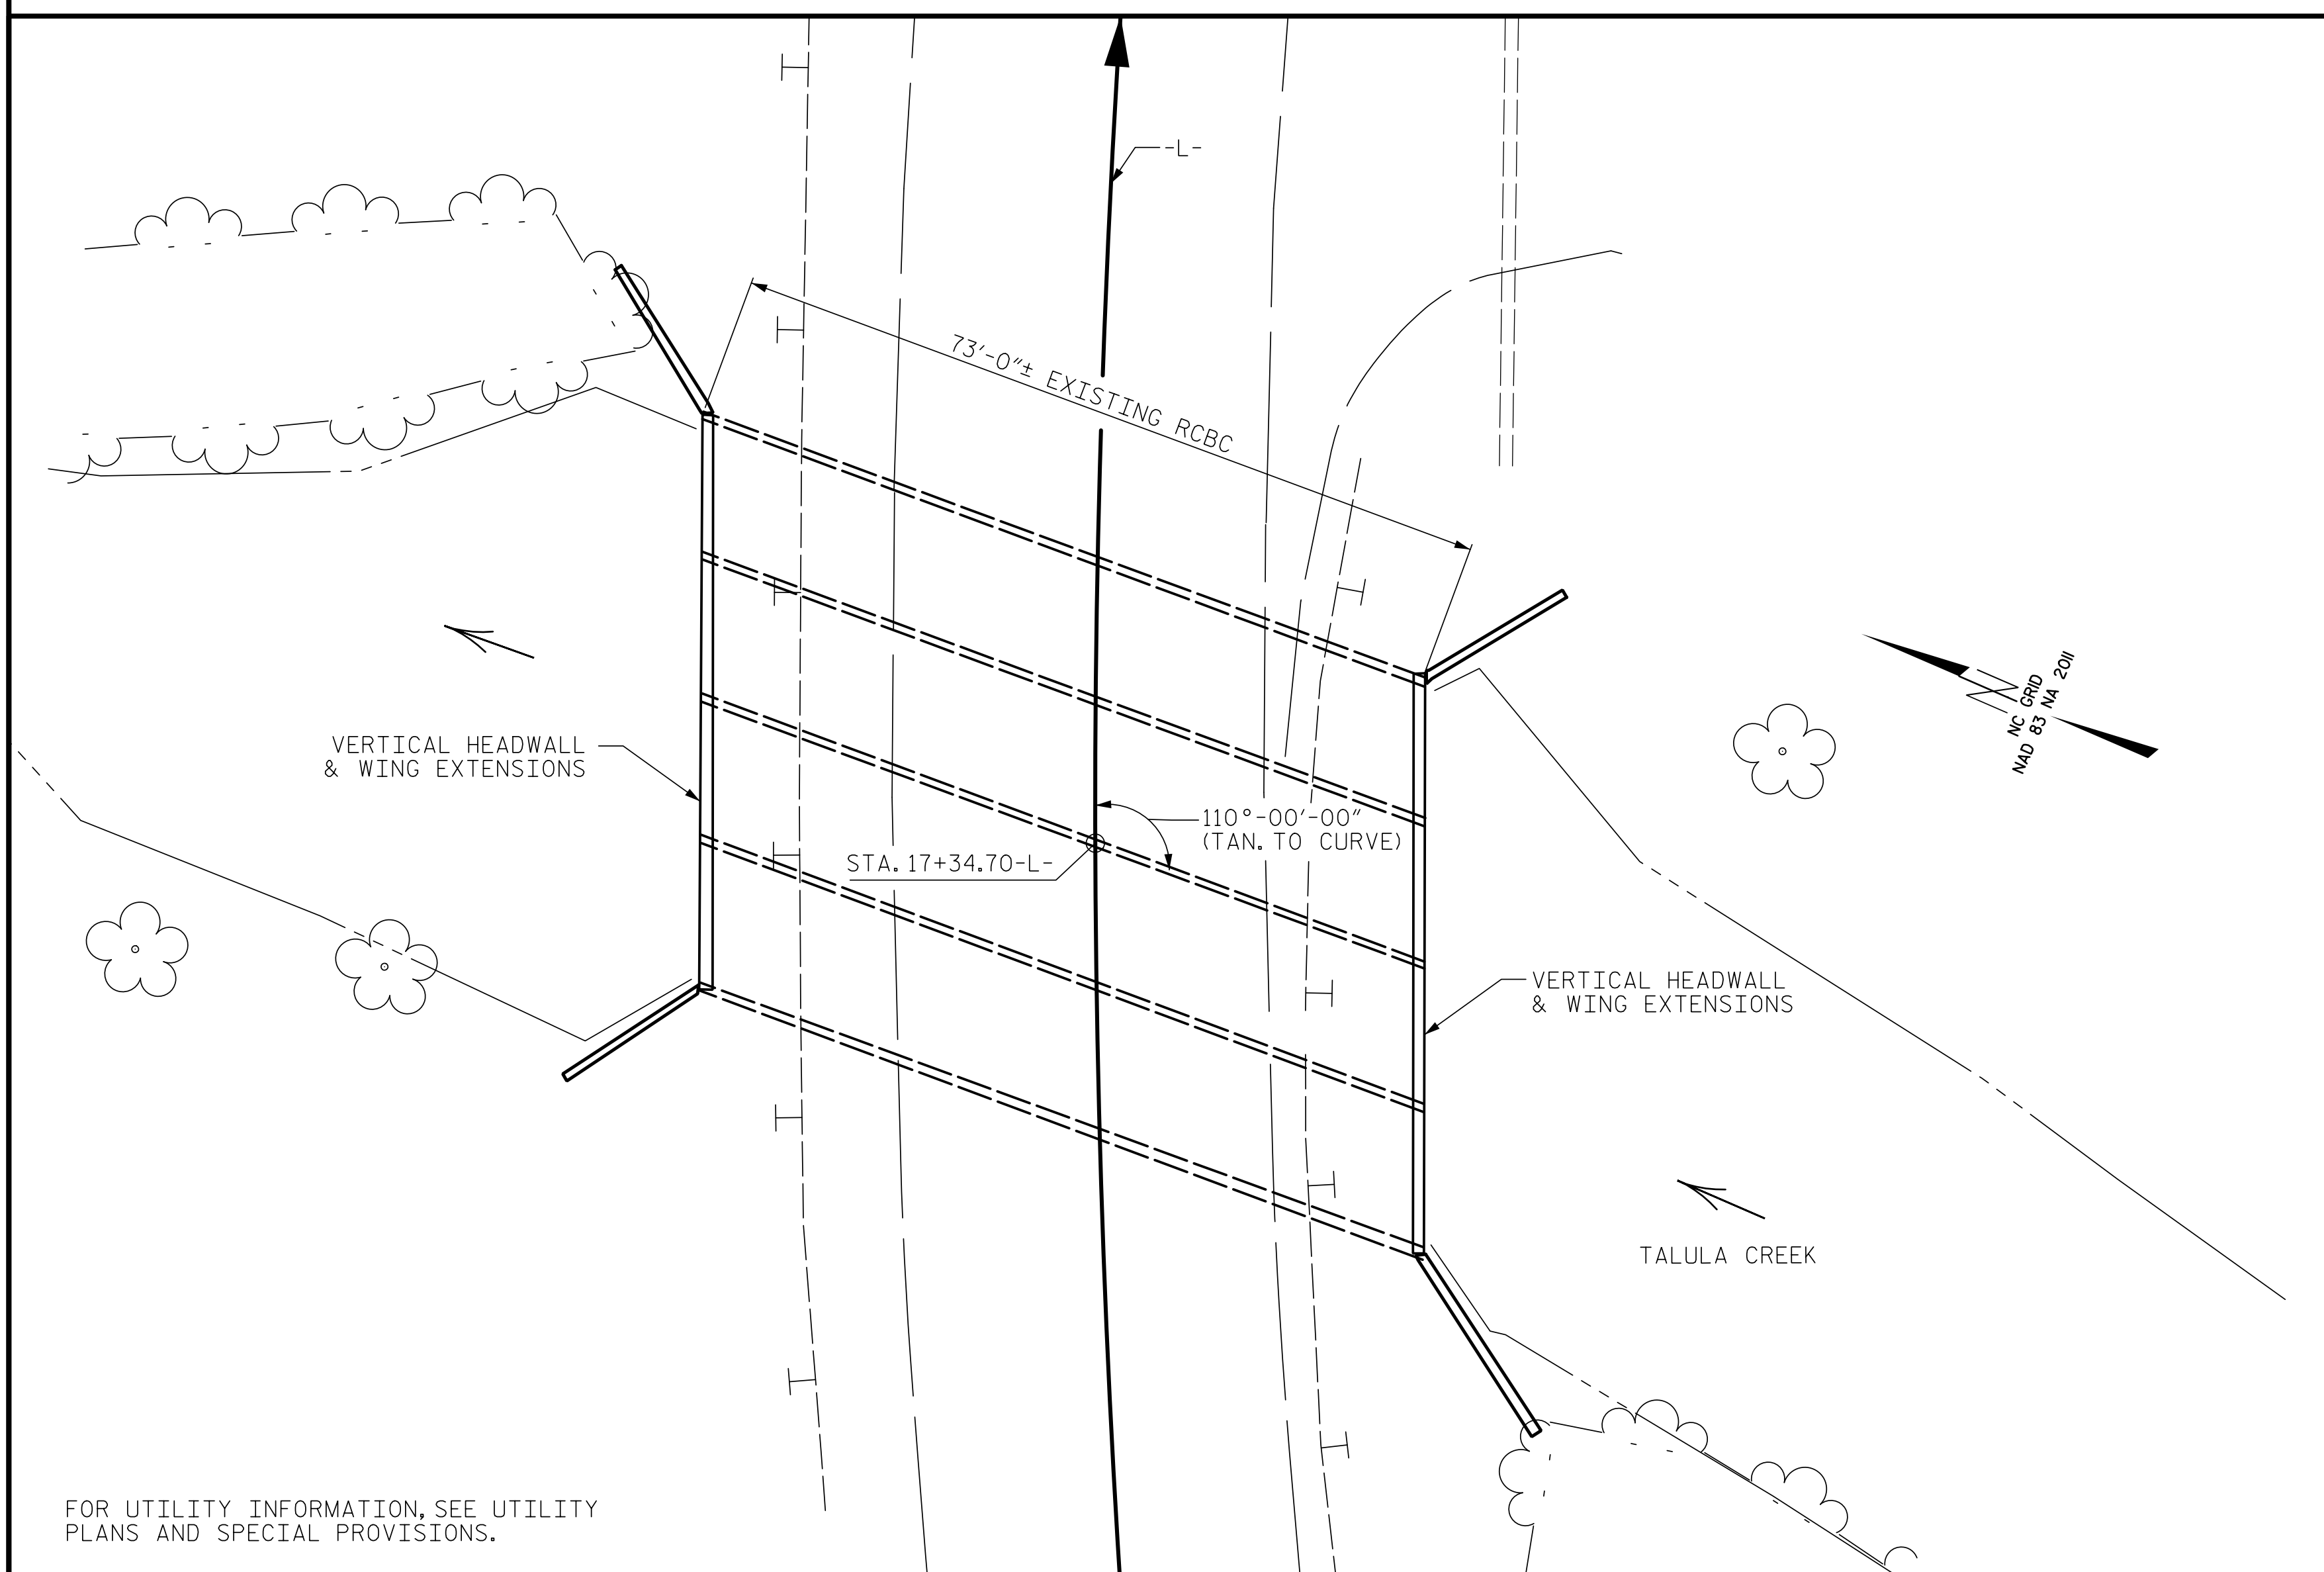 -L-
73'-0"± EXISTING RCBC
NC GRID
NAD 83 NA 2011
VERTICAL HEADWALL
& WING EXTENSIONS
110°-00'-00"
(TAN. TO CURVE)
STA. 17+34.70-L-
VERTICAL HEADWALL
& WING EXTENSIONS
TALULA CREEK
FOR UTILITY INFORMATION, SEE UTILITY
PLANS AND SPECIAL PROVISIONS.